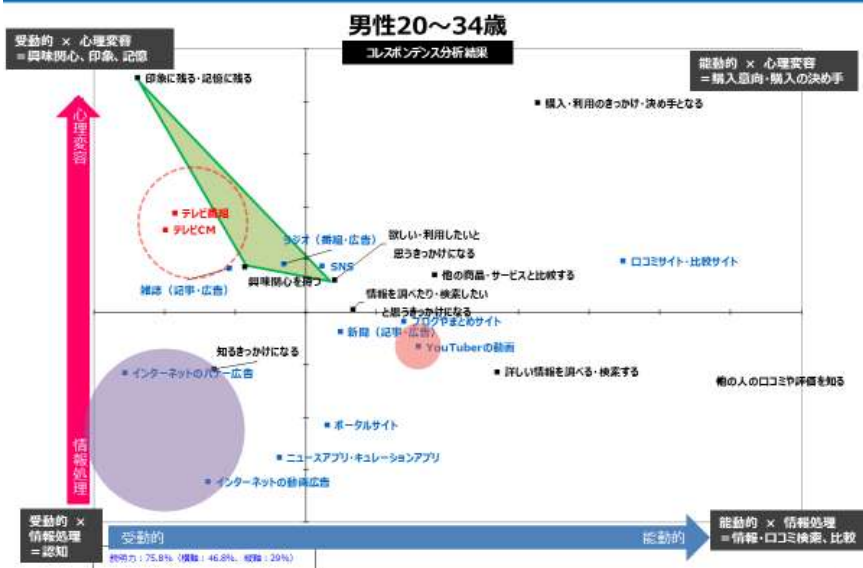 男性20～34歳
コレスポンデンス分析結果
受動的 × 心理変容
＝興味関心、印象、記憶
能動的 × 心理変容
＝購入意向・購入の決め手
印象に残る・記憶に残る
購入・利用のきっかけ・決め手となる
心理変容
テレビ番組
テレビCM
ラジオ（番組・広告）
欲しい・利用したいと
思うきっかけになる
SNS
口コミサイト・比較サイト
雑誌（記事・広告）
興味関心を持つ
他の商品・サービスと比較する
情報を調べたり・検索したい
と思うきっかけになる
ブログやまとめサイト
新聞（記事・広告）
YouTuberの動画
知るきっかけになる
インターネットのバナー広告
詳しい情報を調べる・検索する
他の人の口コミや評価を知る
ポータルサイト
情報処理
ニュースアプリ・キュレーションアプリ
インターネットの動画広告
受動的 ×
情報処理
＝認知
受動的
能動的
能動的 × 情報処理
＝情報・口コミ検索、比較
説明力：75.8%（横軸：46.8%、縦軸：29%）